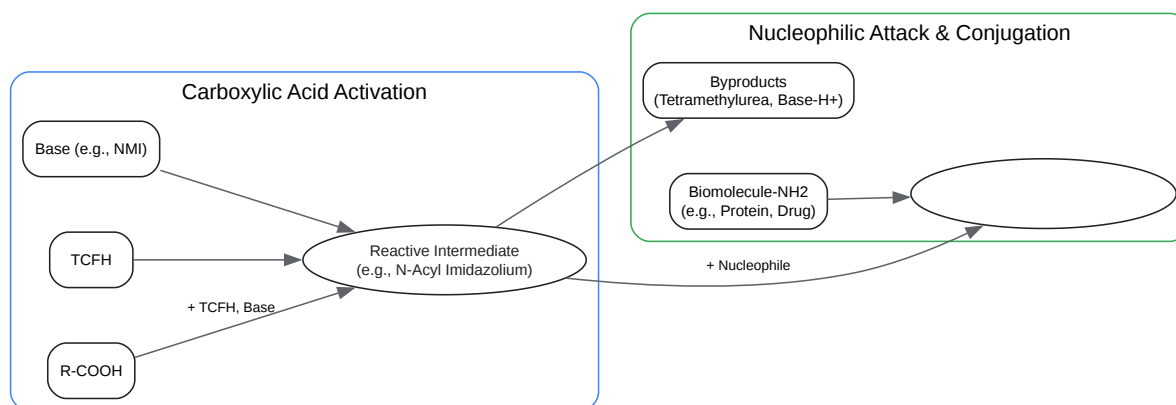 Carboxylic Acid Activation
Base (e.g., NMI)
TCFH
R-COOH
+ TCFH, Base
Reactive Intermediate
(e.g., N-Acyl Imidazolium)
Nucleophilic Attack & Conjugation
Byproducts
(Tetramethylurea, Base-H+)
Biomolecule-NH2
(e.g., Protein, Drug)
+ Nucleophile